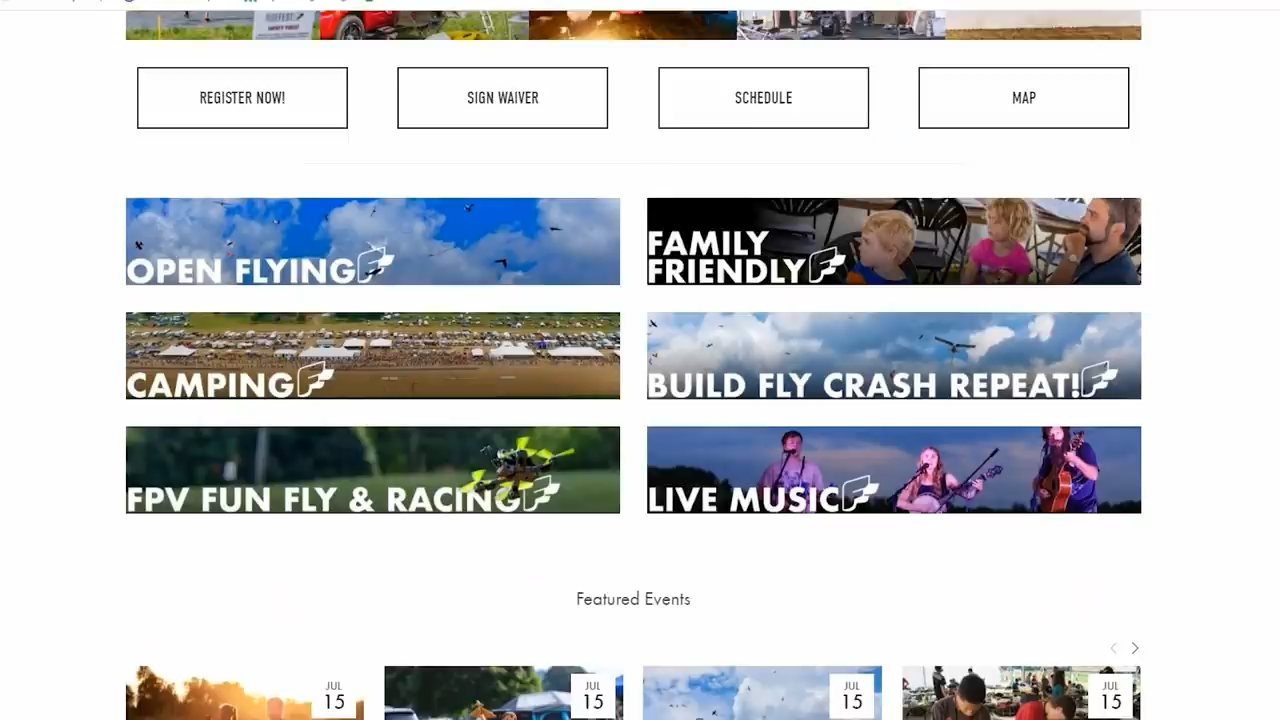 REGISTER NOW!
SIGN WAIVER
SCHEDULE
MAP
OPEN FLYING
FAMILY
FRIENDLY
CAMPING
BUILD FLY CRASH REPEAT!
FPV FUN FLY & RACING
LIVE MUSIC
Featured Events
JUL
15
JUL
15
JUL
15
JUL
15